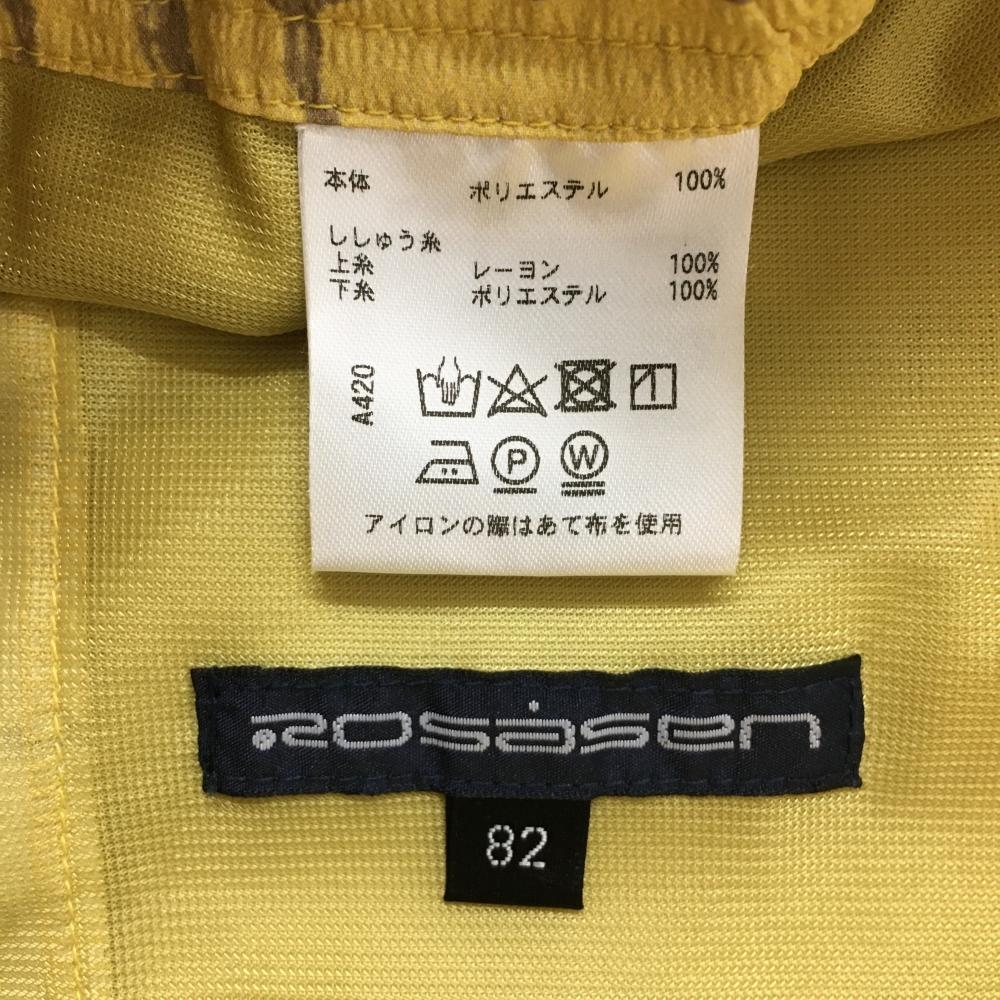 本体 ポリエステル 100%
ししゅう糸
上糸 レーヨン 100%
下糸 ポリエステル 100%
A420
P W
アイロンの際はあて布を使用
rosasen
82